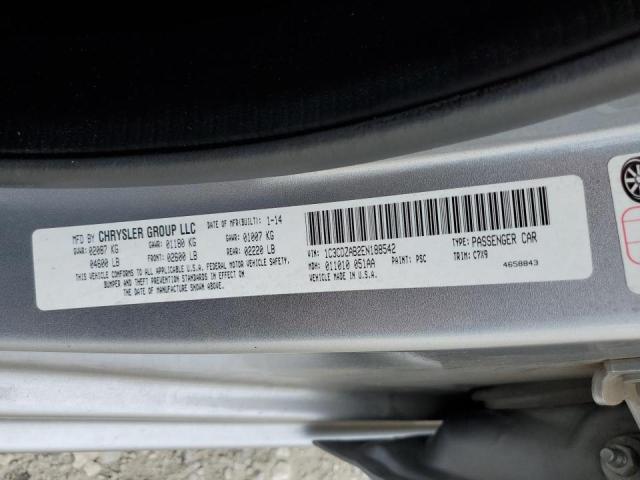 MFD BY CHRYSLER GROUP LLC DATE OF MFR(BUILT): 1-14
GVWR: 02087 KG GAWR: 01180 KG GAWR: 01007 KG
04600 LB FRONT: 02600 LB REAR: 02220 LB
THIS VEHICLE CONFORMS TO ALL APPLICABLE U.S.A. FEDERAL MOTOR VEHICLE SAFETY,
BUMPER AND THEFT PREVENTION STANDARDS IN EFFECT ON
THE DATE OF MANUFACTURE SHOWN ABOVE.
VIN: 1C3CDZAB2EN188542 TYPE: PASSENGER CAR
MDH: 011010 051AA PAINT: PSC TRIM: C7X9
VEHICLE MADE IN U.S.A. 4658843